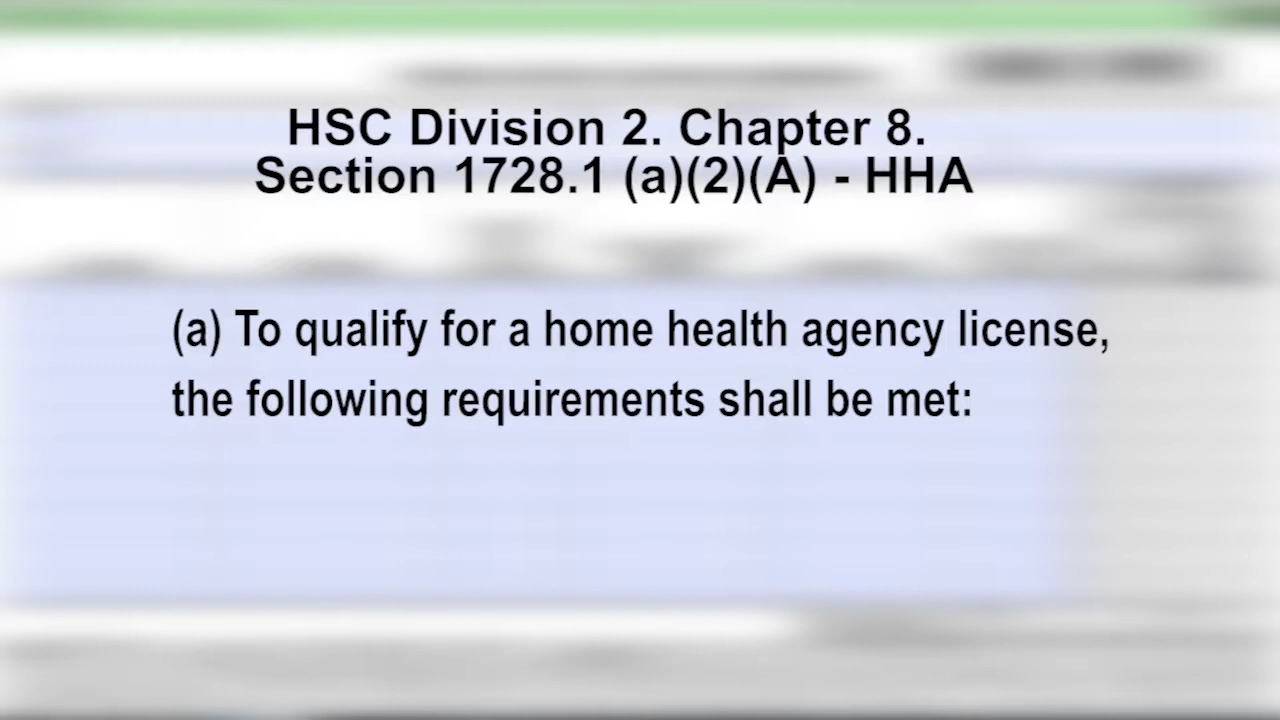 HSC Division 2. Chapter 8.
Section 1728.1 (a)(2)(A) - HHA
(a) To qualify for a home health agency license,
the following requirements shall be met: